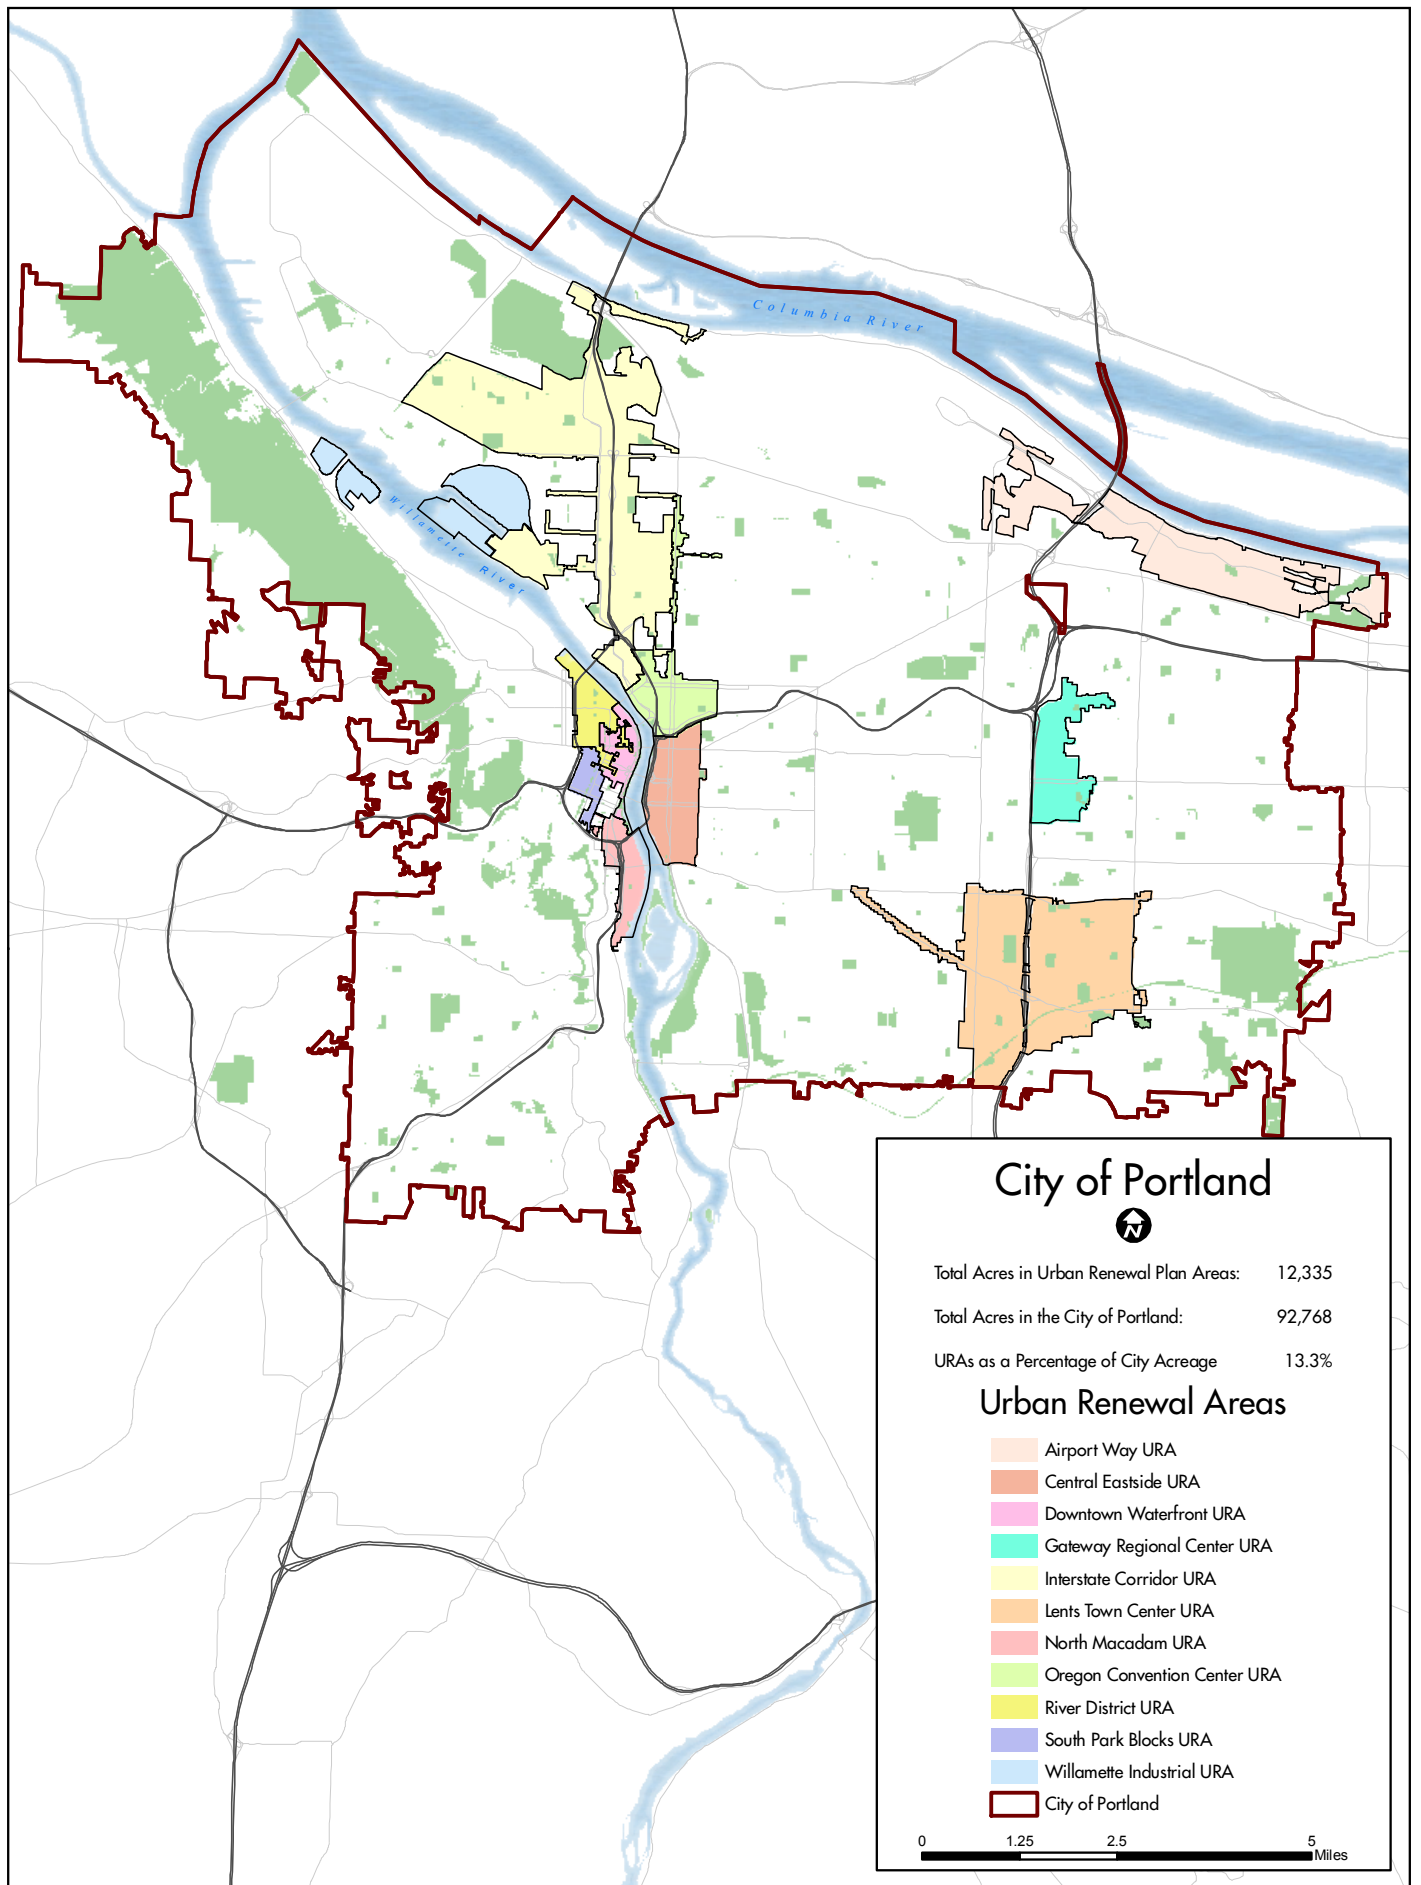 Columbia River
Willamette River
City of Portland
N
Total Acres in Urban Renewal Plan Areas: 12,335
Total Acres in the City of Portland: 92,768
URAs as a Percentage of City Acreage 13.3%
Urban Renewal Areas
Airport Way URA
Central Eastside URA
Downtown Waterfront URA
Gateway Regional Center URA
Interstate Corridor URA
Lents Town Center URA
North Macadam URA
Oregon Convention Center URA
River District URA
South Park Blocks URA
Willamette Industrial URA
City of Portland
0 1.25 2.5 5
Miles